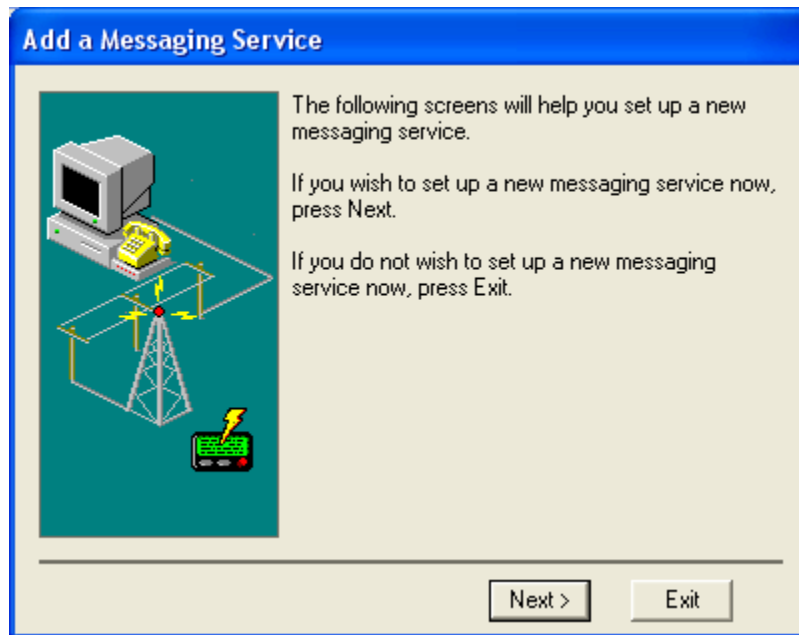 Add a Messaging Service
The following screens will help you set up a new
messaging service.
If you wish to set up a new messaging service now,
press Next.
If you do not wish to set up a new messaging
service now, press Exit.
Next >
Exit